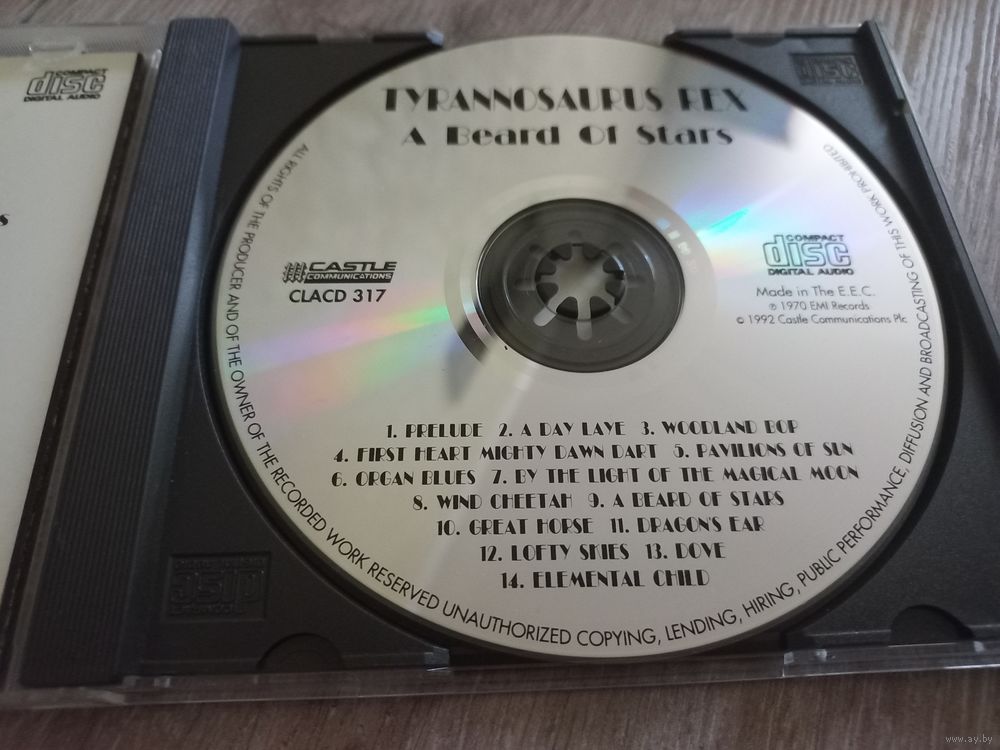 COMPACT
disc
DIGITAL AUDIO
s
TYRANNOSAURUS REX
A Beard Of Stars
CASTLE
COMMUNICATIONS
CLACD 317
COMPACT
disc
DIGITAL AUDIO
Made in The E.E.C.
℗ 1970 EMI Records
© 1992 Castle Communications Plc
1. PRELUDE 2. A DAY LAYE 3. WOODLAND BOP
4. FIRST HEART MIGHTY DAWN DART 5. PAVILIONS OF SUN
6. ORGAN BLUES 7. BY THE LIGHT OF THE MAGICAL MOON
8. WIND CHEETAH 9. A BEARD OF STARS
10. GREAT HORSE 11. DRAGON'S EAR
12. LOFTY SKIES 13. DOVE
14. ELEMENTAL CHILD
ALL RIGHTS OF THE PRODUCER AND OF THE OWNER OF THE RECORDED WORK RESERVED UNAUTHORIZED COPYING, LENDING, HIRING, PUBLIC PERFORMANCE, DIFFUSION AND BROADCASTING OF THIS WORK PROHIBITED
disc
disc
www.ay.by